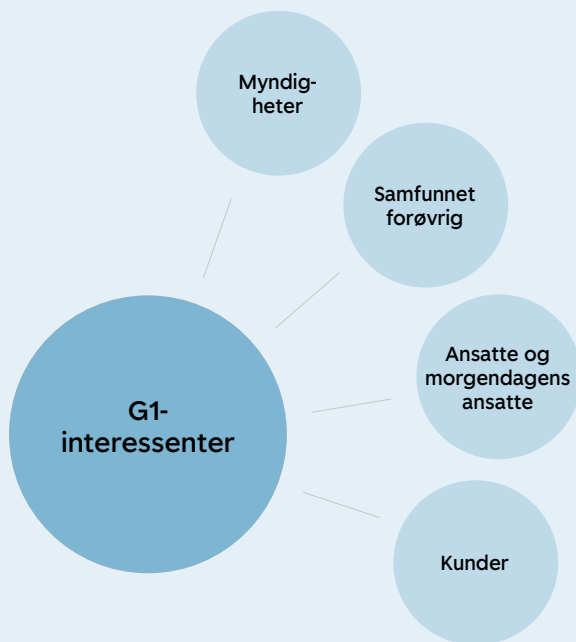 Myndig-
heter
Samfunnet
forøvrig
Ansatte og
morgendagens
ansatte
G1-
interessenter
Kunder